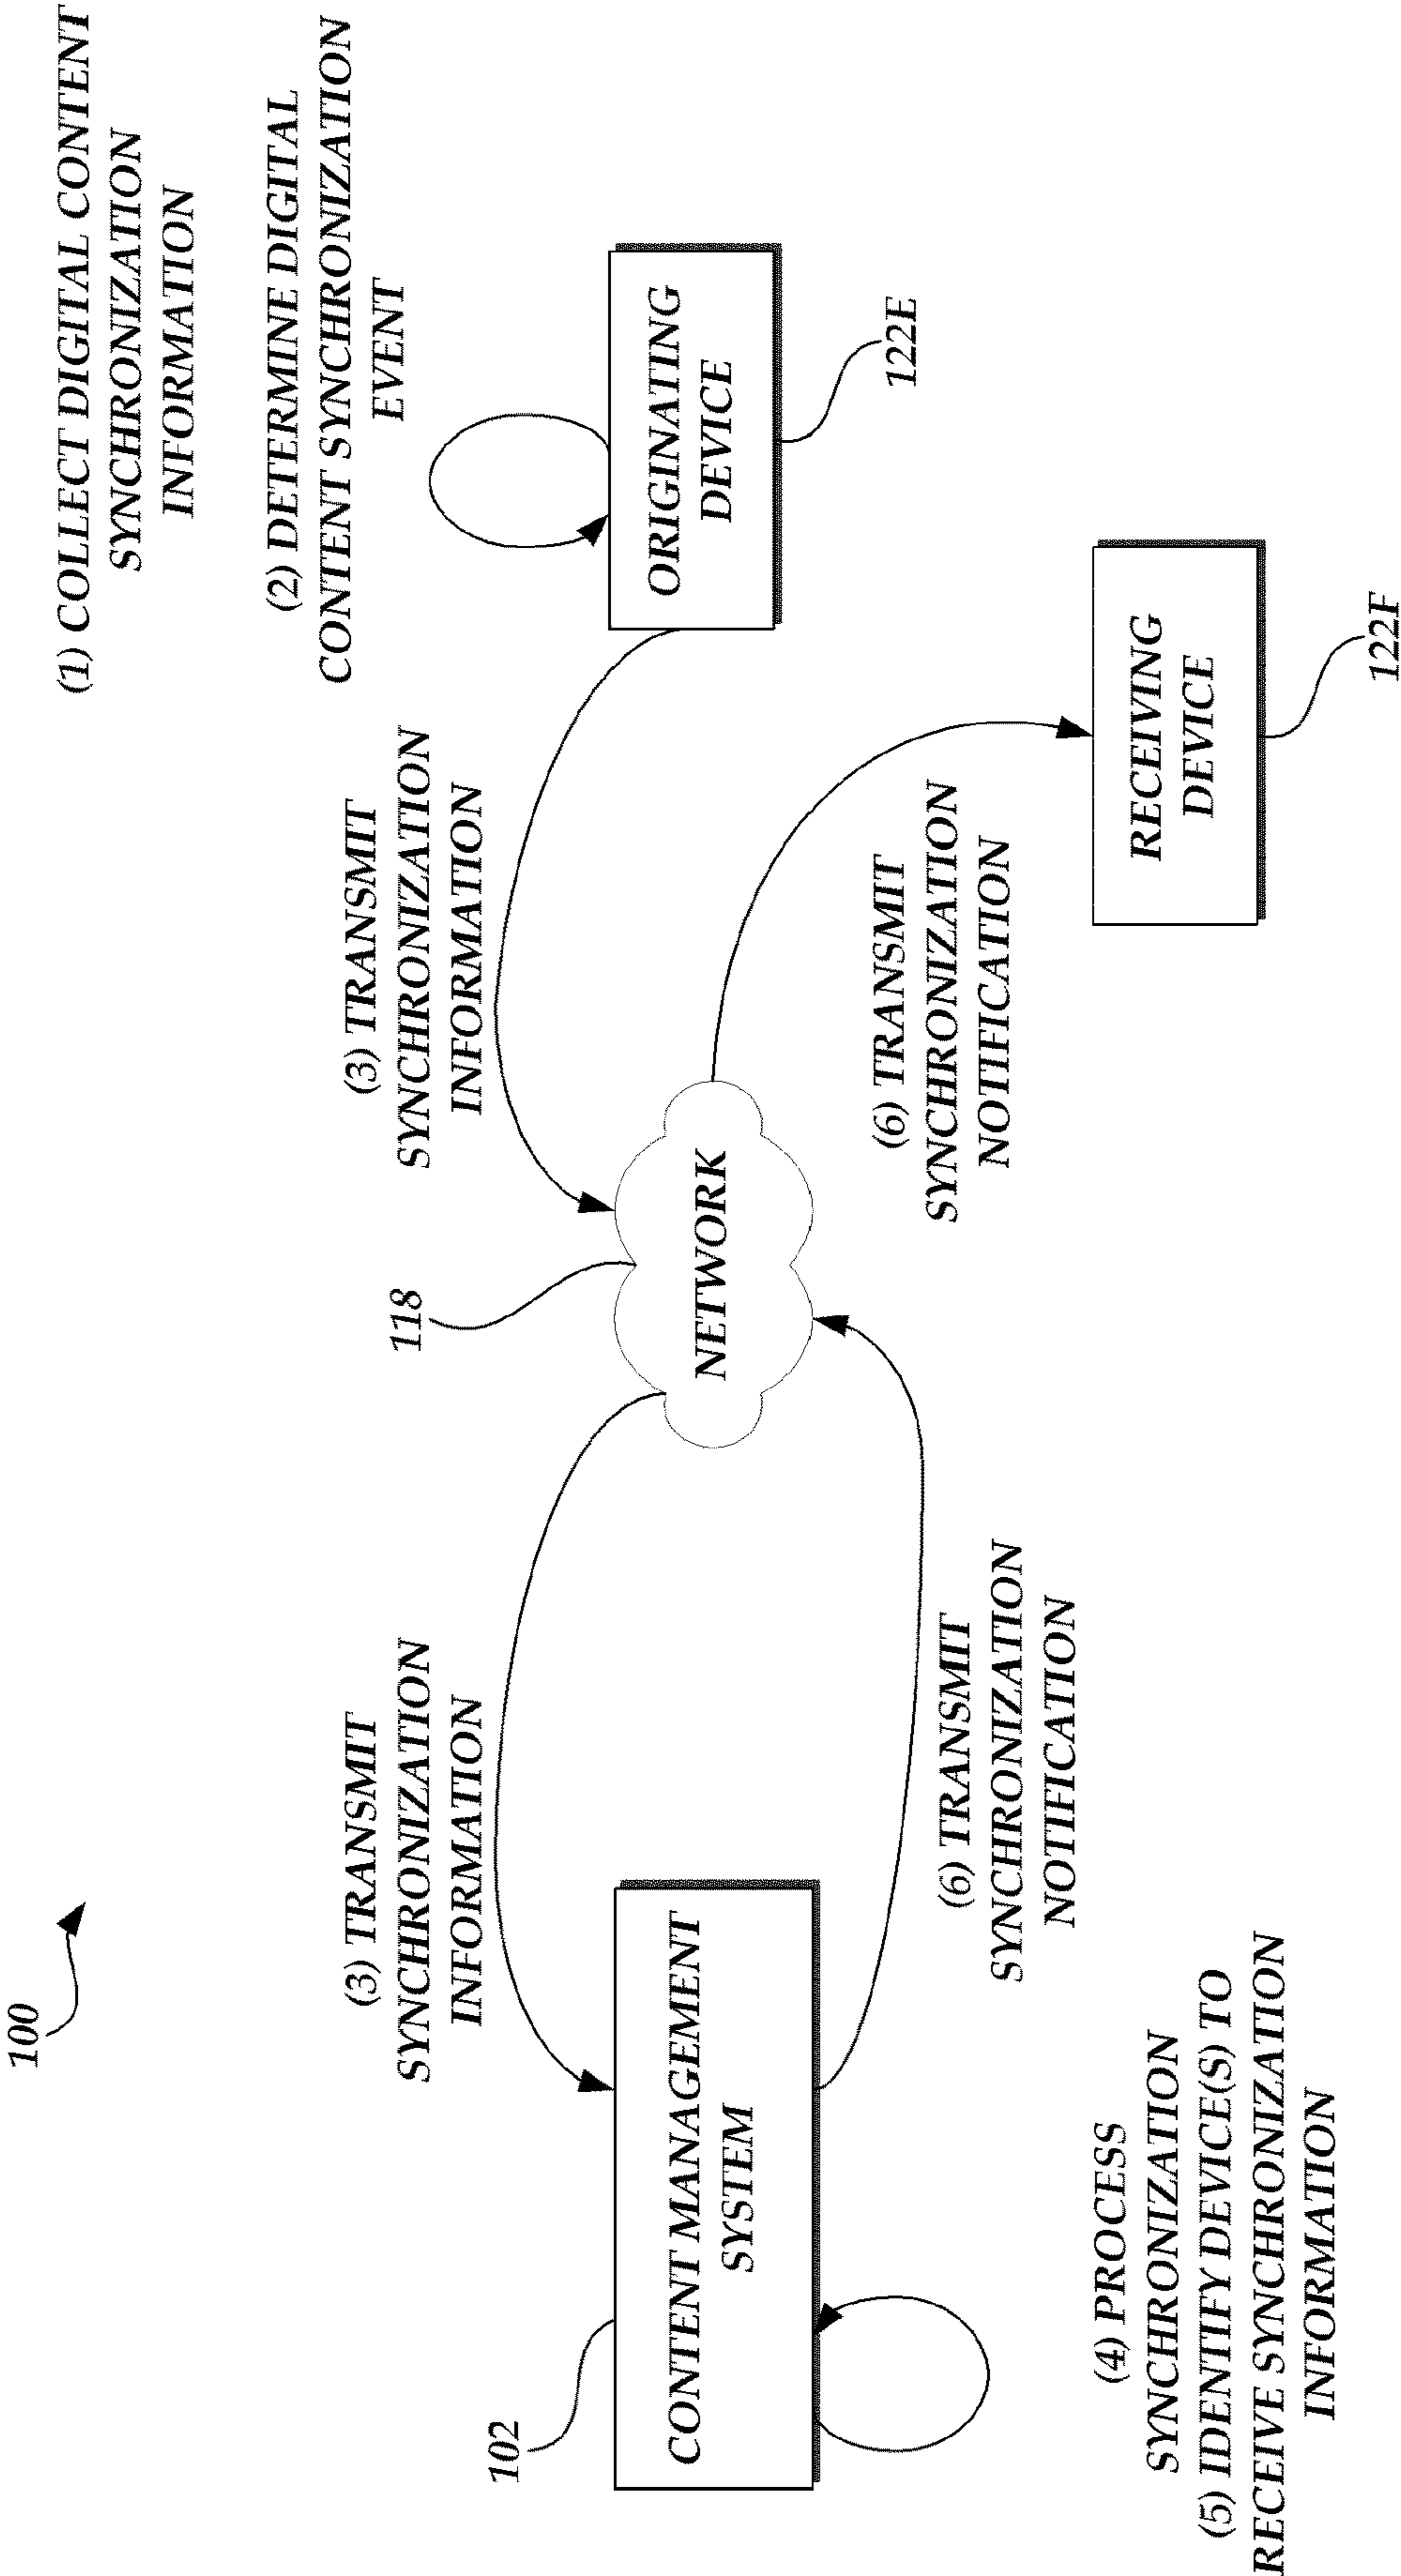 100
(1) COLLECT DIGITAL CONTENT
SYNCHRONIZATION
INFORMATION
(2) DETERMINE DIGITAL
CONTENT SYNCHRONIZATION
EVENT
(3) TRANSMIT
SYNCHRONIZATION
INFORMATION
118
(3) TRANSMIT
SYNCHRONIZATION
INFORMATION
102
CONTENT MANAGEMENT
SYSTEM
NETWORK
ORIGINATING
DEVICE
122E
(6) TRANSMIT
SYNCHRONIZATION
NOTIFICATION
(6) TRANSMIT
SYNCHRONIZATION
NOTIFICATION
RECEIVING
DEVICE
122F
(4) PROCESS
SYNCHRONIZATION
(5) IDENTIFY DEVICE(S) TO
RECEIVE SYNCHRONIZATION
INFORMATION